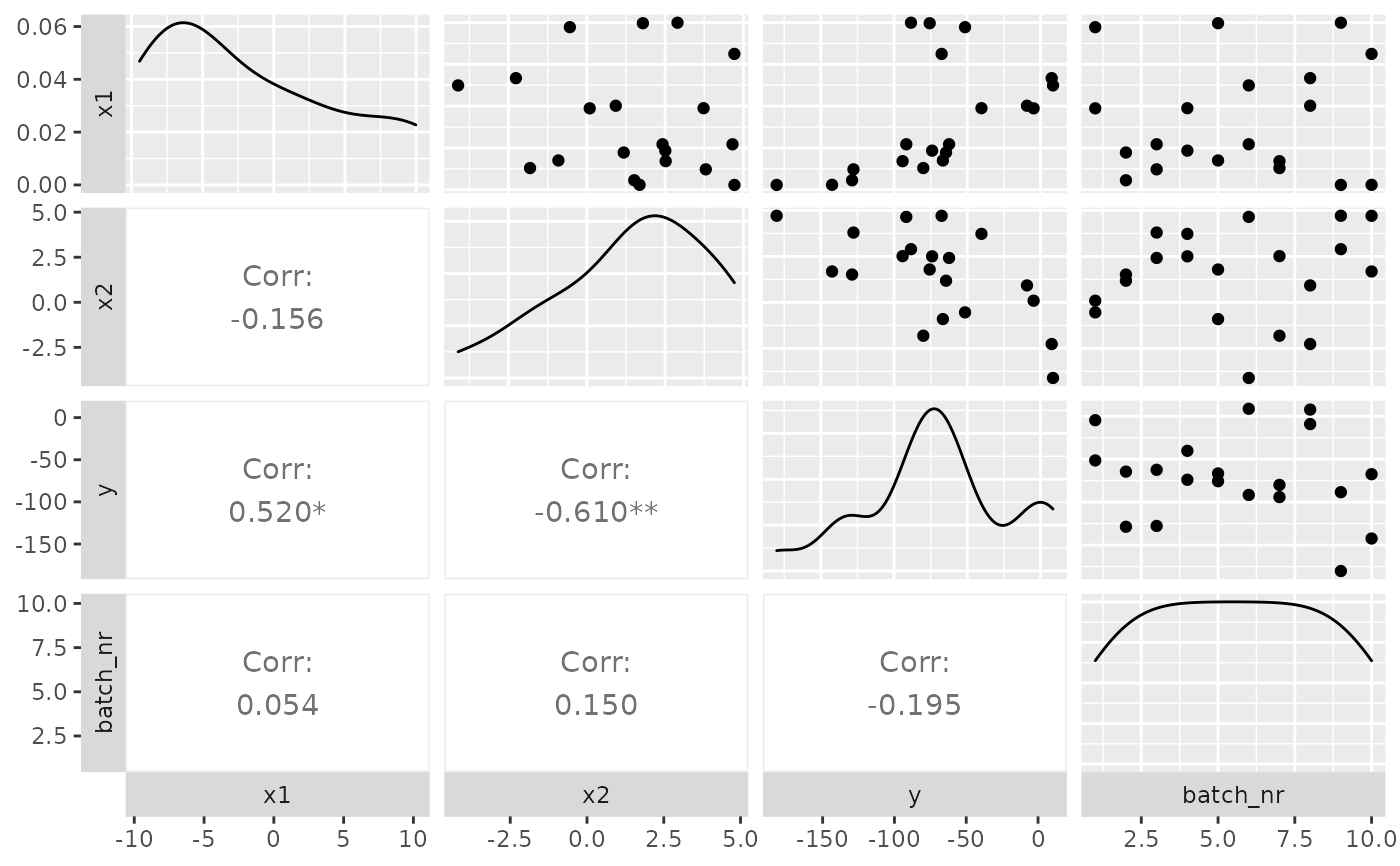 0.06
0.04
0.02
0.00
x1
5.0
2.5
0.0
-2.5
x2
Corr:
-0.156
0
-50
-100
-150
y
Corr:
0.520*
Corr:
-0.610**
10.0
7.5
5.0
2.5
batch_nr
Corr:
0.054
Corr:
0.150
Corr:
-0.195
x1
x2
y
batch_nr
-10 -5 0 5 10
-2.5 0.0 2.5 5.0
-150 -100 -50 0
2.5 5.0 7.5 10.0